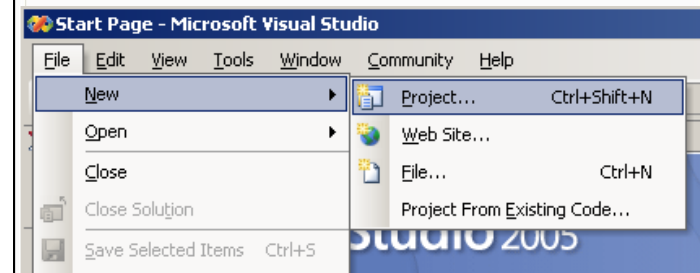 Start Page - Microsoft Visual Studio
File Edit View Tools Window Community Help
New
Project... Ctrl+Shift+N
Open
Web Site...
Close
File... Ctrl+N
Close Solution
Project From Existing Code...
Save Selected Items Ctrl+S
Studio 2005